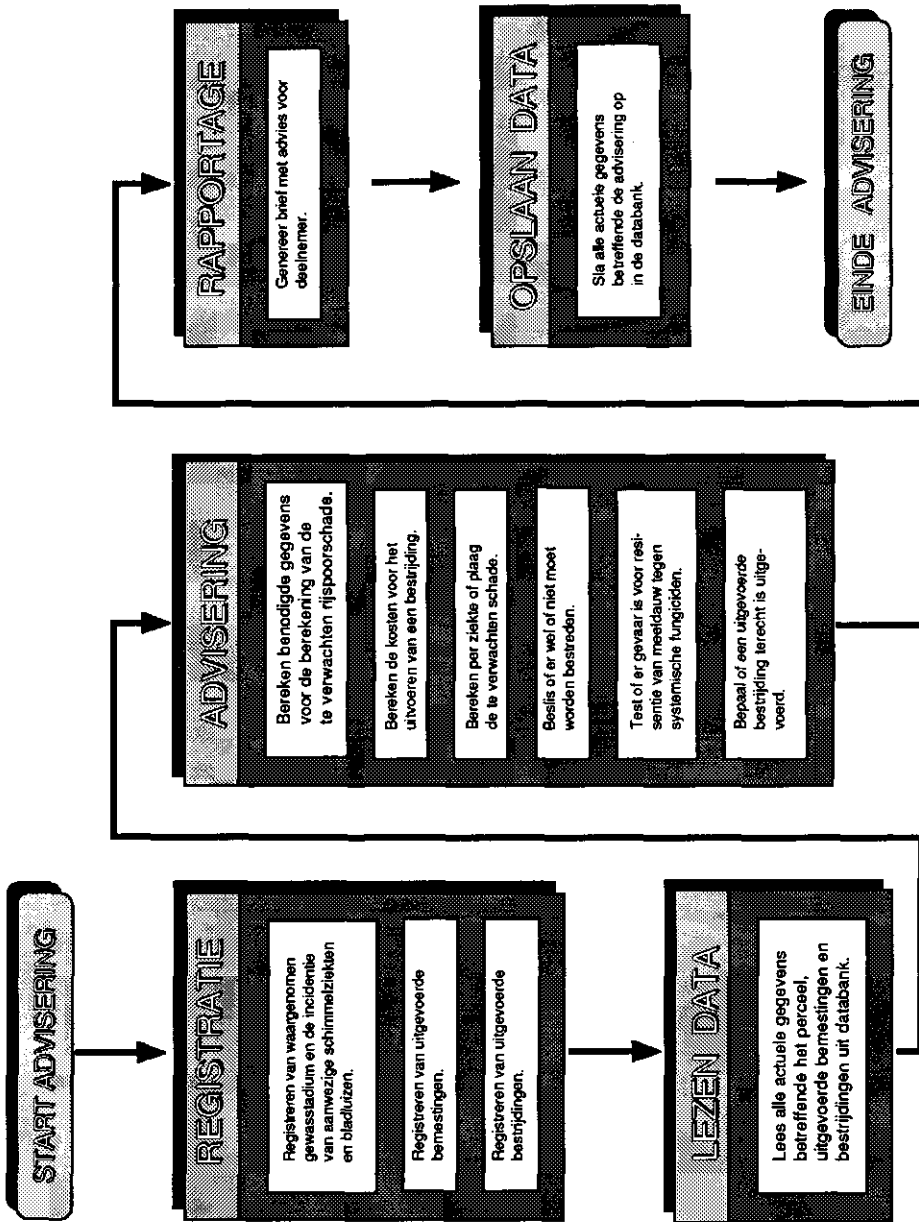 START ADVISERING
REGISTRATIE
Registreren van waargenomen
gewasstadium en de incidentie
van aanwezige schimmelziekten
en bladluizen.
Registreren van uitgevoerde
bemestingen.
Registreren van uitgevoerde
bestrijdingen.
LEZEN DATA
Lees alle actuele gegevens
betreffende het perceel,
uitgevoerde bemestingen en
bestrijdingen uit databank.
ADVISERING
Bereken benodigde gegevens
voor de berekening van de
te verwachten rijspoorschade.
Bereken de kosten voor het
uitvoeren van een bestrijding.
Bereken per ziekte of plaag
de te verwachten schade.
Beslis of er wel of niet moet
worden bestreden.
Test of er gevaar is voor resi-
sentie van meeldauw tegen
systemische fungiciden.
Bepaal of een uitgevoerde
bestrijding terecht is uitge-
voerd.
RAPPORTAGE
Genereer brief met advies voor
deelnemer.
OPSLAAN DATA
Sla alle actuele gegevens
betreffende de advisering op
in de databank.
EINDE ADVISERING